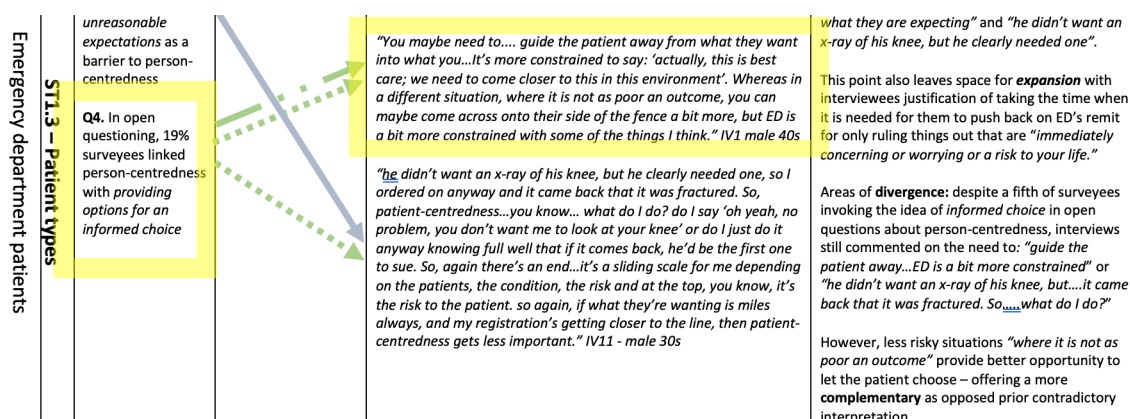 Emergency department patients
ST1.3 – Patient types
unreasonable
expectations as a
barrier to person-
centredness
Q4. In open
questioning, 19%
surveyees linked
person-centredness
with providing
options for an
informed choice
“You maybe need to.... guide the patient away from what they want
into what you…It’s more constrained to say: ‘actually, this is best
care; we need to come closer to this in this environment’. Whereas in
a different situation, where it is not as poor an outcome, you can
maybe come across onto their side of the fence a bit more, but ED is
a bit more constrained with some of the things I think.” IV1 male 40s
“he didn’t want an x-ray of his knee, but he clearly needed one, so I
ordered on anyway and it came back that it was fractured. So,
patient-centredness…you know… what do I do? do I say ‘oh yeah, no
problem, you don’t want me to look at your knee’ or do I just do it
anyway knowing full well that if it comes back, he’d be the first one
to sue. So, again there’s an end…it’s a sliding scale for me depending
on the patients, the condition, the risk and at the top, you know, it’s
the risk to the patient. so again, if what they’re wanting is miles
always, and my registration’s getting closer to the line, then patient-
centredness gets less important.” IV11 - male 30s
what they are expecting” and “he didn’t want an
x-ray of his knee, but he clearly needed one”.
This point also leaves space for expansion with
interviewees justification of taking the time when
it is needed for them to push back on ED’s remit
for only ruling things out that are “immediately
concerning or worrying or a risk to your life.”
Areas of divergence: despite a fifth of surveyees
invoking the idea of informed choice in open
questions about person-centredness, interviews
still commented on the need to: “guide the
patient away…ED is a bit more constrained” or
“he didn’t want an x-ray of his knee, but….it came
back that it was fractured. So…..what do I do?”
However, less risky situations “where it is not as
poor an outcome” provide better opportunity to
let the patient choose – offering a more
complementary as opposed prior contradictory
interpretation